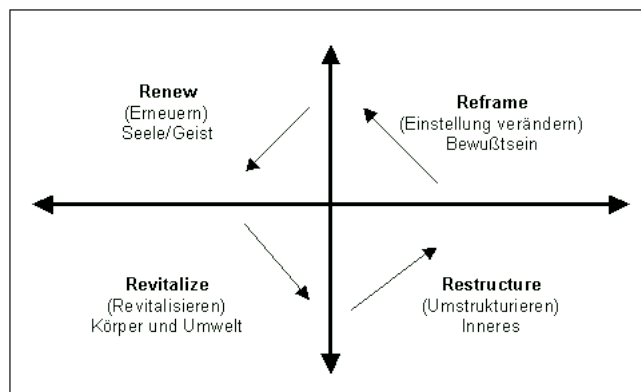 Renew
(Erneuern)
Seele/Geist
Reframe
(Einstellung verändern)
Bewußtsein
Revitalize
(Revitalisieren)
Körper und Umwelt
Restructure
(Umstrukturieren)
Inneres